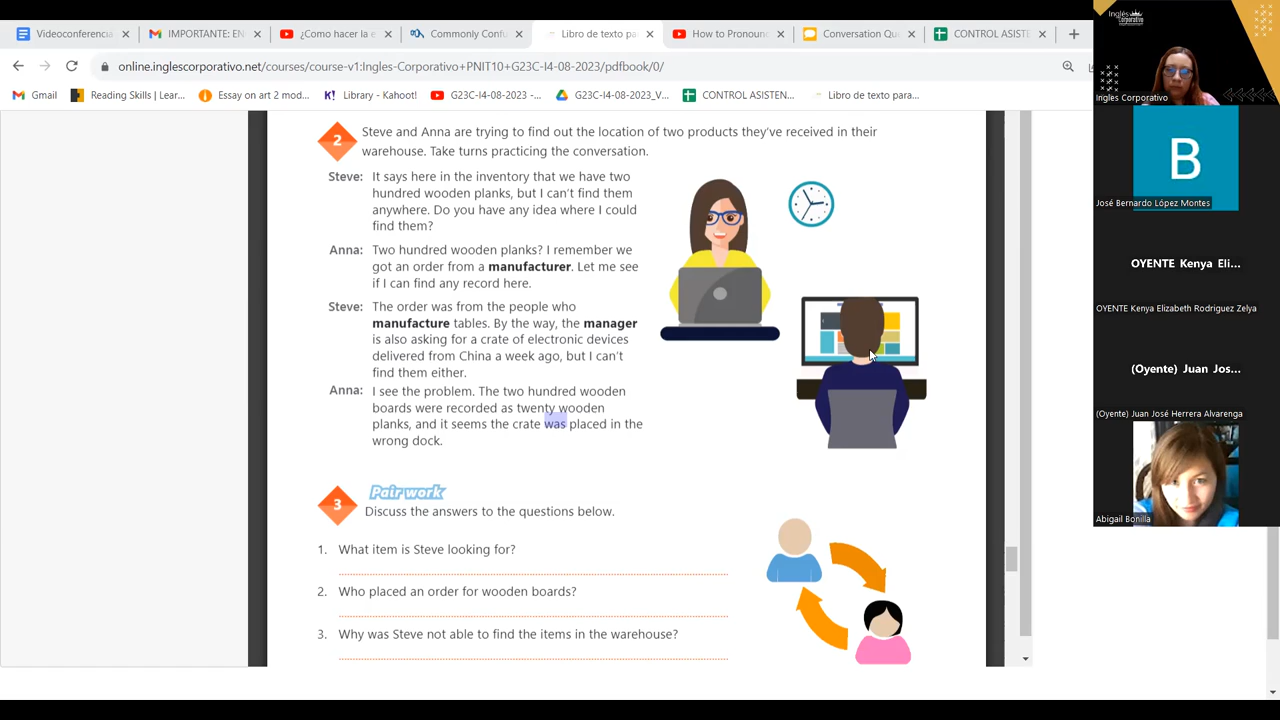 Videoconferencia
IMPORTANTE: EN
¿Como hacer la e
Commonly Confu
Libro de texto pa
How to Pronoun
Conversation Qu
CONTROL ASISTE
online.inglescorporativo.net/courses/course-v1:Ingles-Corporativo+PNIT10+G23C-I4-08-2023/pdfbook/0/
Gmail
Reading Skills | Lear...
Essay on art 2 mod...
Library - Kano...
G23C-I4-08-2023 -...
G23C-I4-08-2023_V...
CONTROL ASISTEN...
Libro de texto para...
2
Steve and Anna are trying to find out the location of two products they've received in their
warehouse. Take turns practicing the conversation.
Steve: It says here in the inventory that we have two
hundred wooden planks, but I can't find them
anywhere. Do you have any idea where I could
find them?
Anna: Two hundred wooden planks? I remember we
got an order from a manufacturer. Let me see
if I can find any record here.
Steve: The order was from the people who
manufacture tables. By the way, the manager
is also asking for a crate of electronic devices
delivered from China a week ago, but I can't
find them either.
Anna: I see the problem. The two hundred wooden
boards were recorded as twenty wooden
planks, and it seems the crate was placed in the
wrong dock.
3
Pair work
Discuss the answers to the questions below.
1. What item is Steve looking for?
2. Who placed an order for wooden boards?
3. Why was Steve not able to find the items in the warehouse?
Inglés
Corporativo
Ingles Corporativo
B
José Bernardo López Montes
OYENTE Kenya Eli...
OYENTE Kenya Elizabeth Rodriguez Zelya
(Oyente) Juan Jos...
(Oyente) Juan José Herrera Alvarenga
Abigail Bonilla